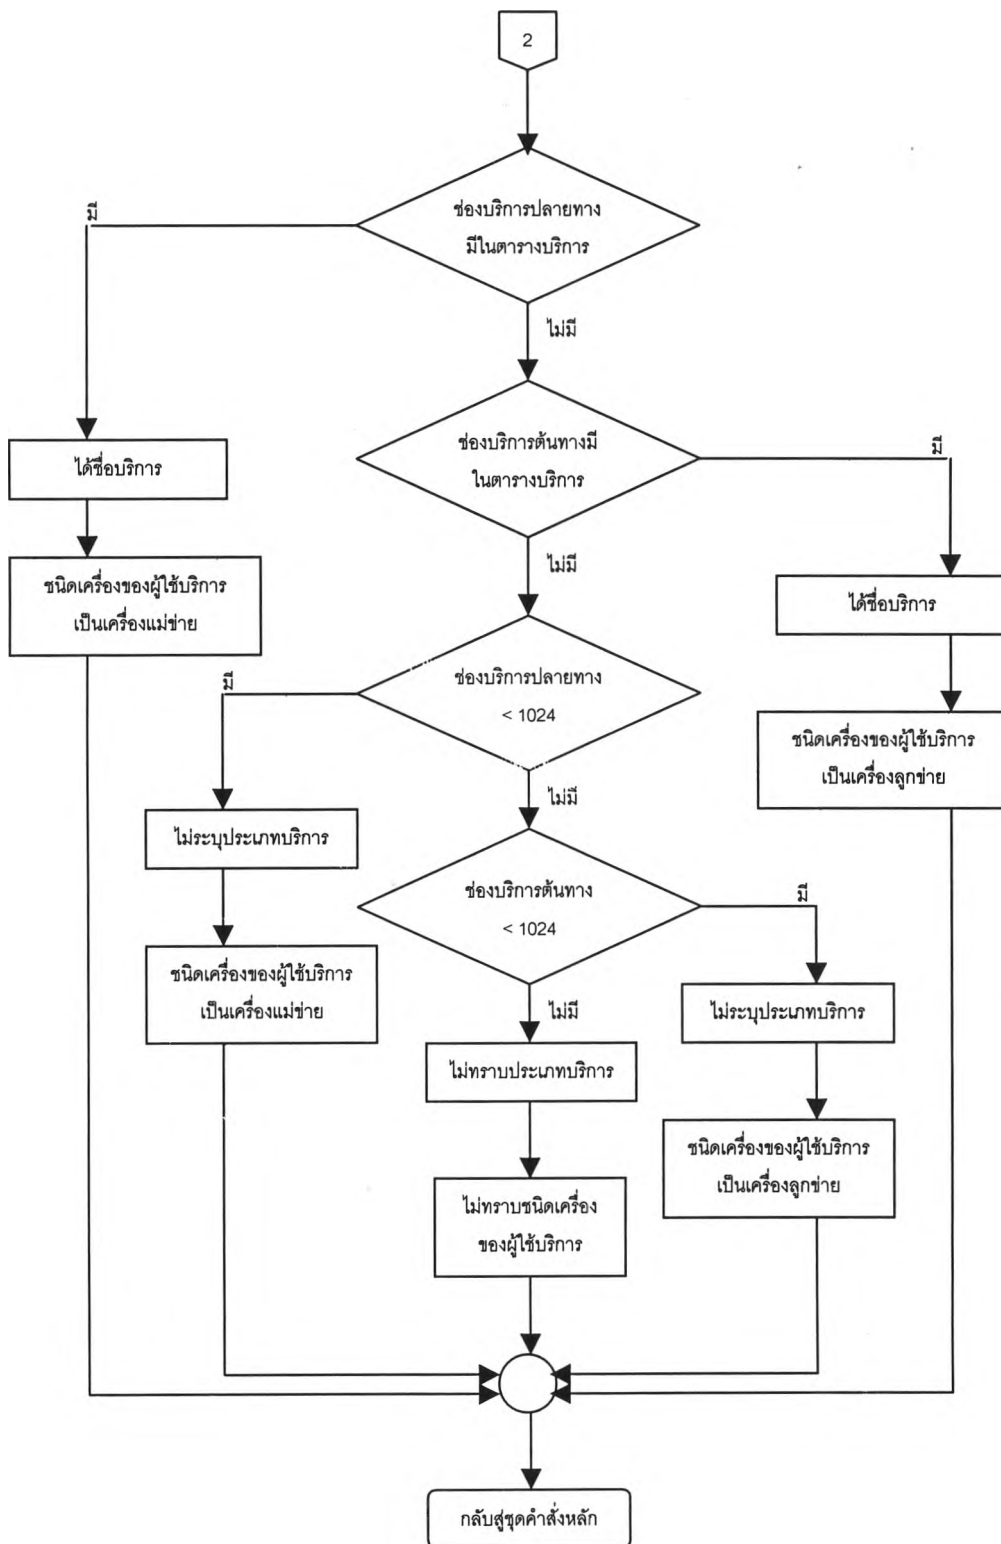 2
ช่องบริการปลายทาง
มีในตารางบริการ
มี
ไม่มี
ช่องบริการต้นทางมี
ในตารางบริการ
มี
ได้ชื่อบริการ
ไม่มี
ชนิดเครื่องของผู้ใช้บริการ
เป็นเครื่องแม่ข่าย
ได้ชื่อบริการ
ช่องบริการปลายทาง
< 1024
มี
ชนิดเครื่องของผู้ใช้บริการ
เป็นเครื่องลูกข่าย
ไม่มี
ไม่ระบุประเภทบริการ
ช่องบริการต้นทาง
< 1024
มี
ชนิดเครื่องของผู้ใช้บริการ
เป็นเครื่องแม่ข่าย
ไม่มี
ไม่ระบุประเภทบริการ
ไม่ทราบประเภทบริการ
ชนิดเครื่องของผู้ใช้บริการ
เป็นเครื่องลูกข่าย
ไม่ทราบชนิดเครื่อง
ของผู้ใช้บริการ
กลับสู่ชุดคำสั่งหลัก